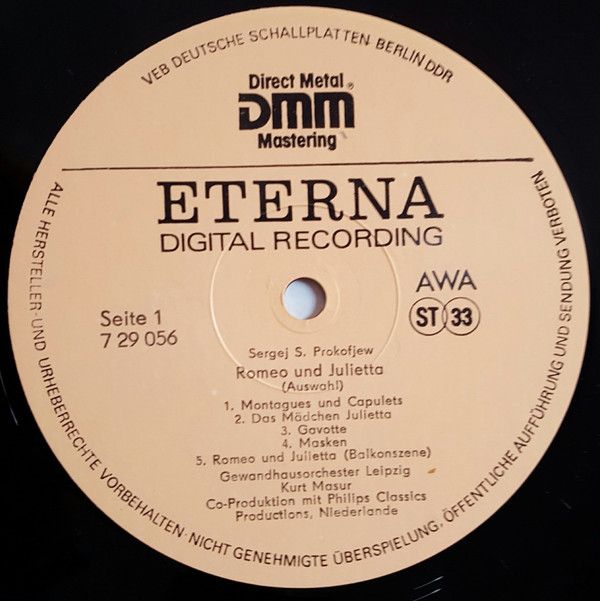 VEB DEUTSCHE SCHALLPLATTEN BERLIN DDR
Direct Metal
DMM®
Mastering
ETERNA
DIGITAL RECORDING
AWA
Seite 1
ST 33
7 29 056
Sergej S. Prokofjew
Romeo und Julietta
(Auswahl)
1. Montagues und Capulets
2. Das Mädchen Julietta
3. Gavotte
4. Masken
5. Romeo und Julietta (Balkonszene)
Gewandhausorchester Leipzig
Kurt Masur
Co-Produktion mit Philips Classics
Productions, Niederlande
ALLE HERSTELLER- UND URHEBERRECHTE VORBEHALTEN · NICHT GENEHMIGTE ÜBERSPIELUNG, ÖFFENTLICHE AUFFÜHRUNG UND SENDUNG VERBOTEN